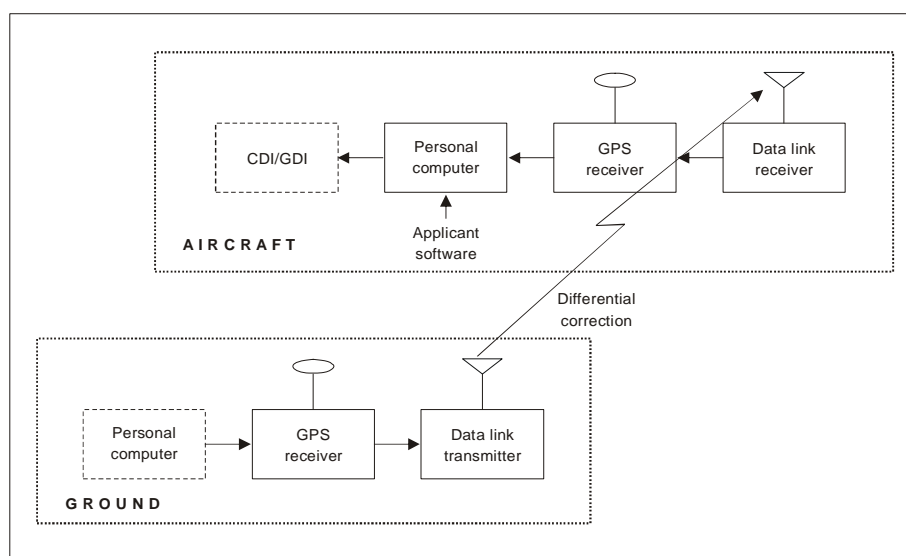 CDI/GDI
Personal
computer
GPS
receiver
Data link
receiver
Applicant
software
AIRCRAFT
Differential
correction
Personal
computer
GPS
receiver
Data link
transmitter
GROUND